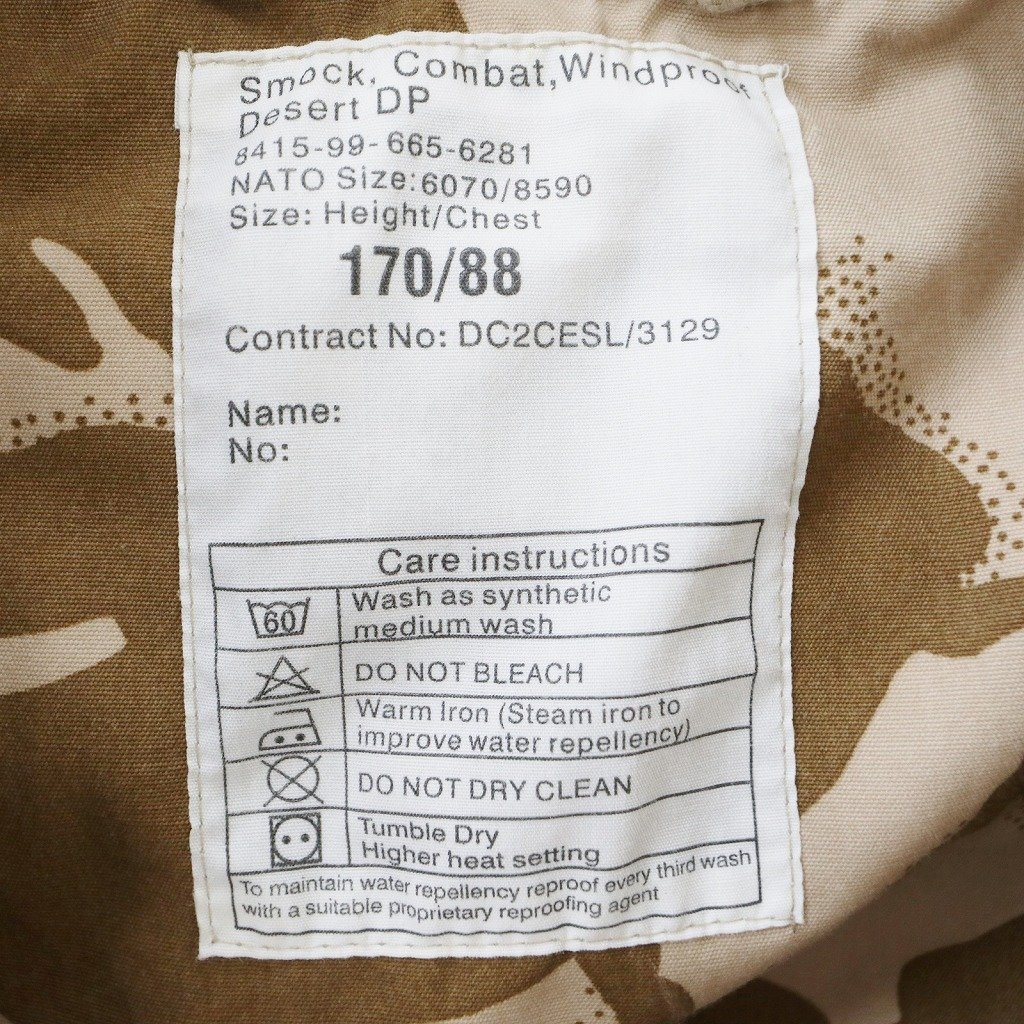 Smock, Combat,Windproof
Desert DP
8415-99-665-6281
NATO Size:6070/8590
Size: Height/Chest
170/88
Contract No: DC2CESL/3129
Name:
No:
Care instructions
60
Wash as synthetic
medium wash
DO NOT BLEACH
Warm Iron (Steam iron to
improve water repellency)
DO NOT DRY CLEAN
Tumble Dry
Higher heat setting
To maintain water repellency reproof every third wash
with a suitable proprietary reproofing agent